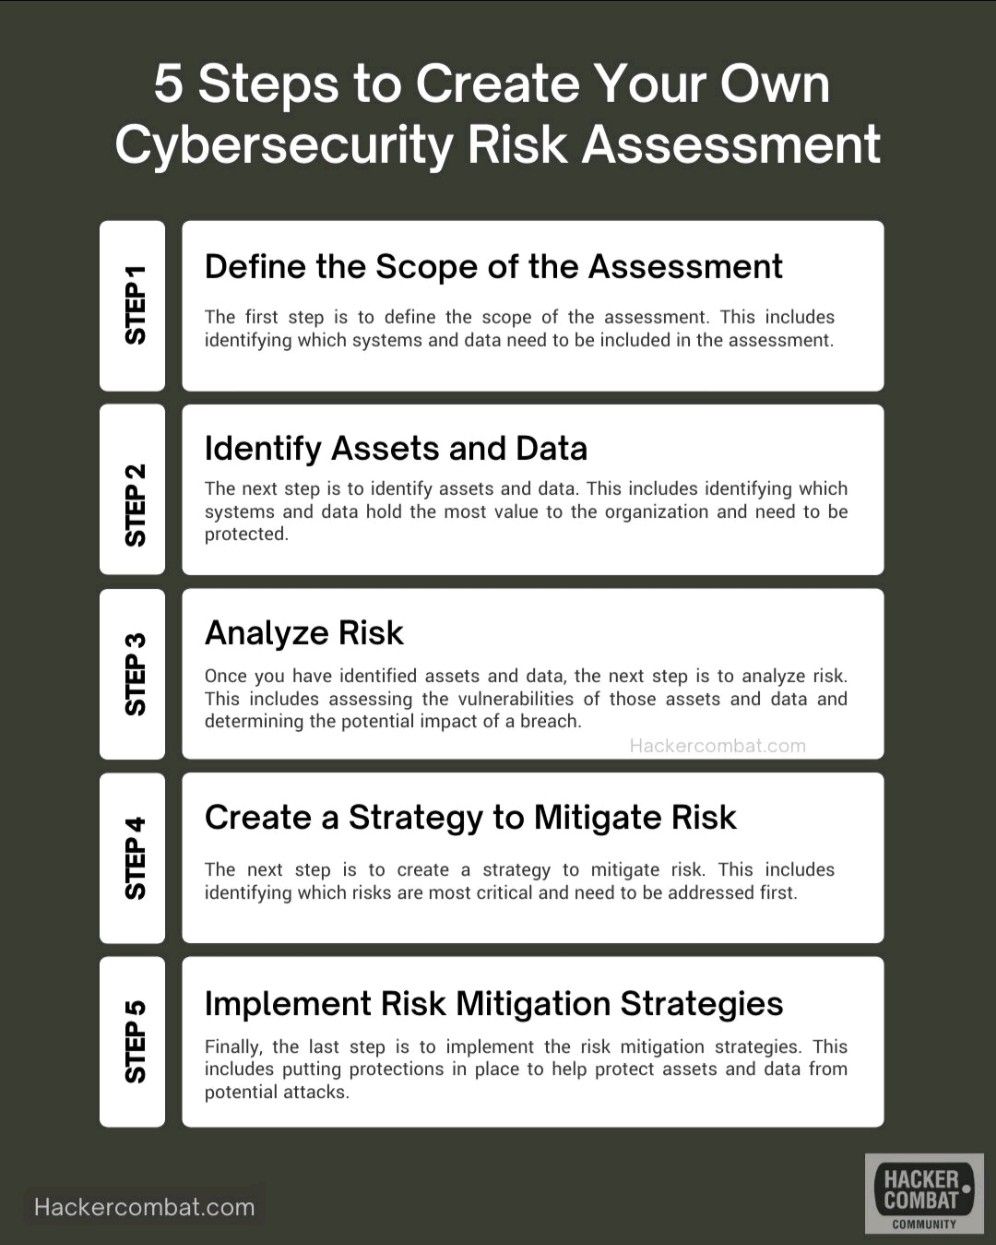 5 Steps to Create Your Own
Cybersecurity Risk Assessment
STEP 1
Define the Scope of the Assessment
The first step is to define the scope of the assessment. This includes
identifying which systems and data need to be included in the assessment.
STEP 2
Identify Assets and Data
The next step is to identify assets and data. This includes identifying which
systems and data hold the most value to the organization and need to be
protected.
STEP 3
Analyze Risk
Once you have identified assets and data, the next step is to analyze risk.
This includes assessing the vulnerabilities of those assets and data and
determining the potential impact of a breach.
Hackercombat.com
STEP 4
Create a Strategy to Mitigate Risk
The next step is to create a strategy to mitigate risk. This includes
identifying which risks are most critical and need to be addressed first.
STEP 5
Implement Risk Mitigation Strategies
Finally, the last step is to implement the risk mitigation strategies. This
includes putting protections in place to help protect assets and data from
potential attacks.
Hackercombat.com
HACKER
COMBAT
COMMUNITY